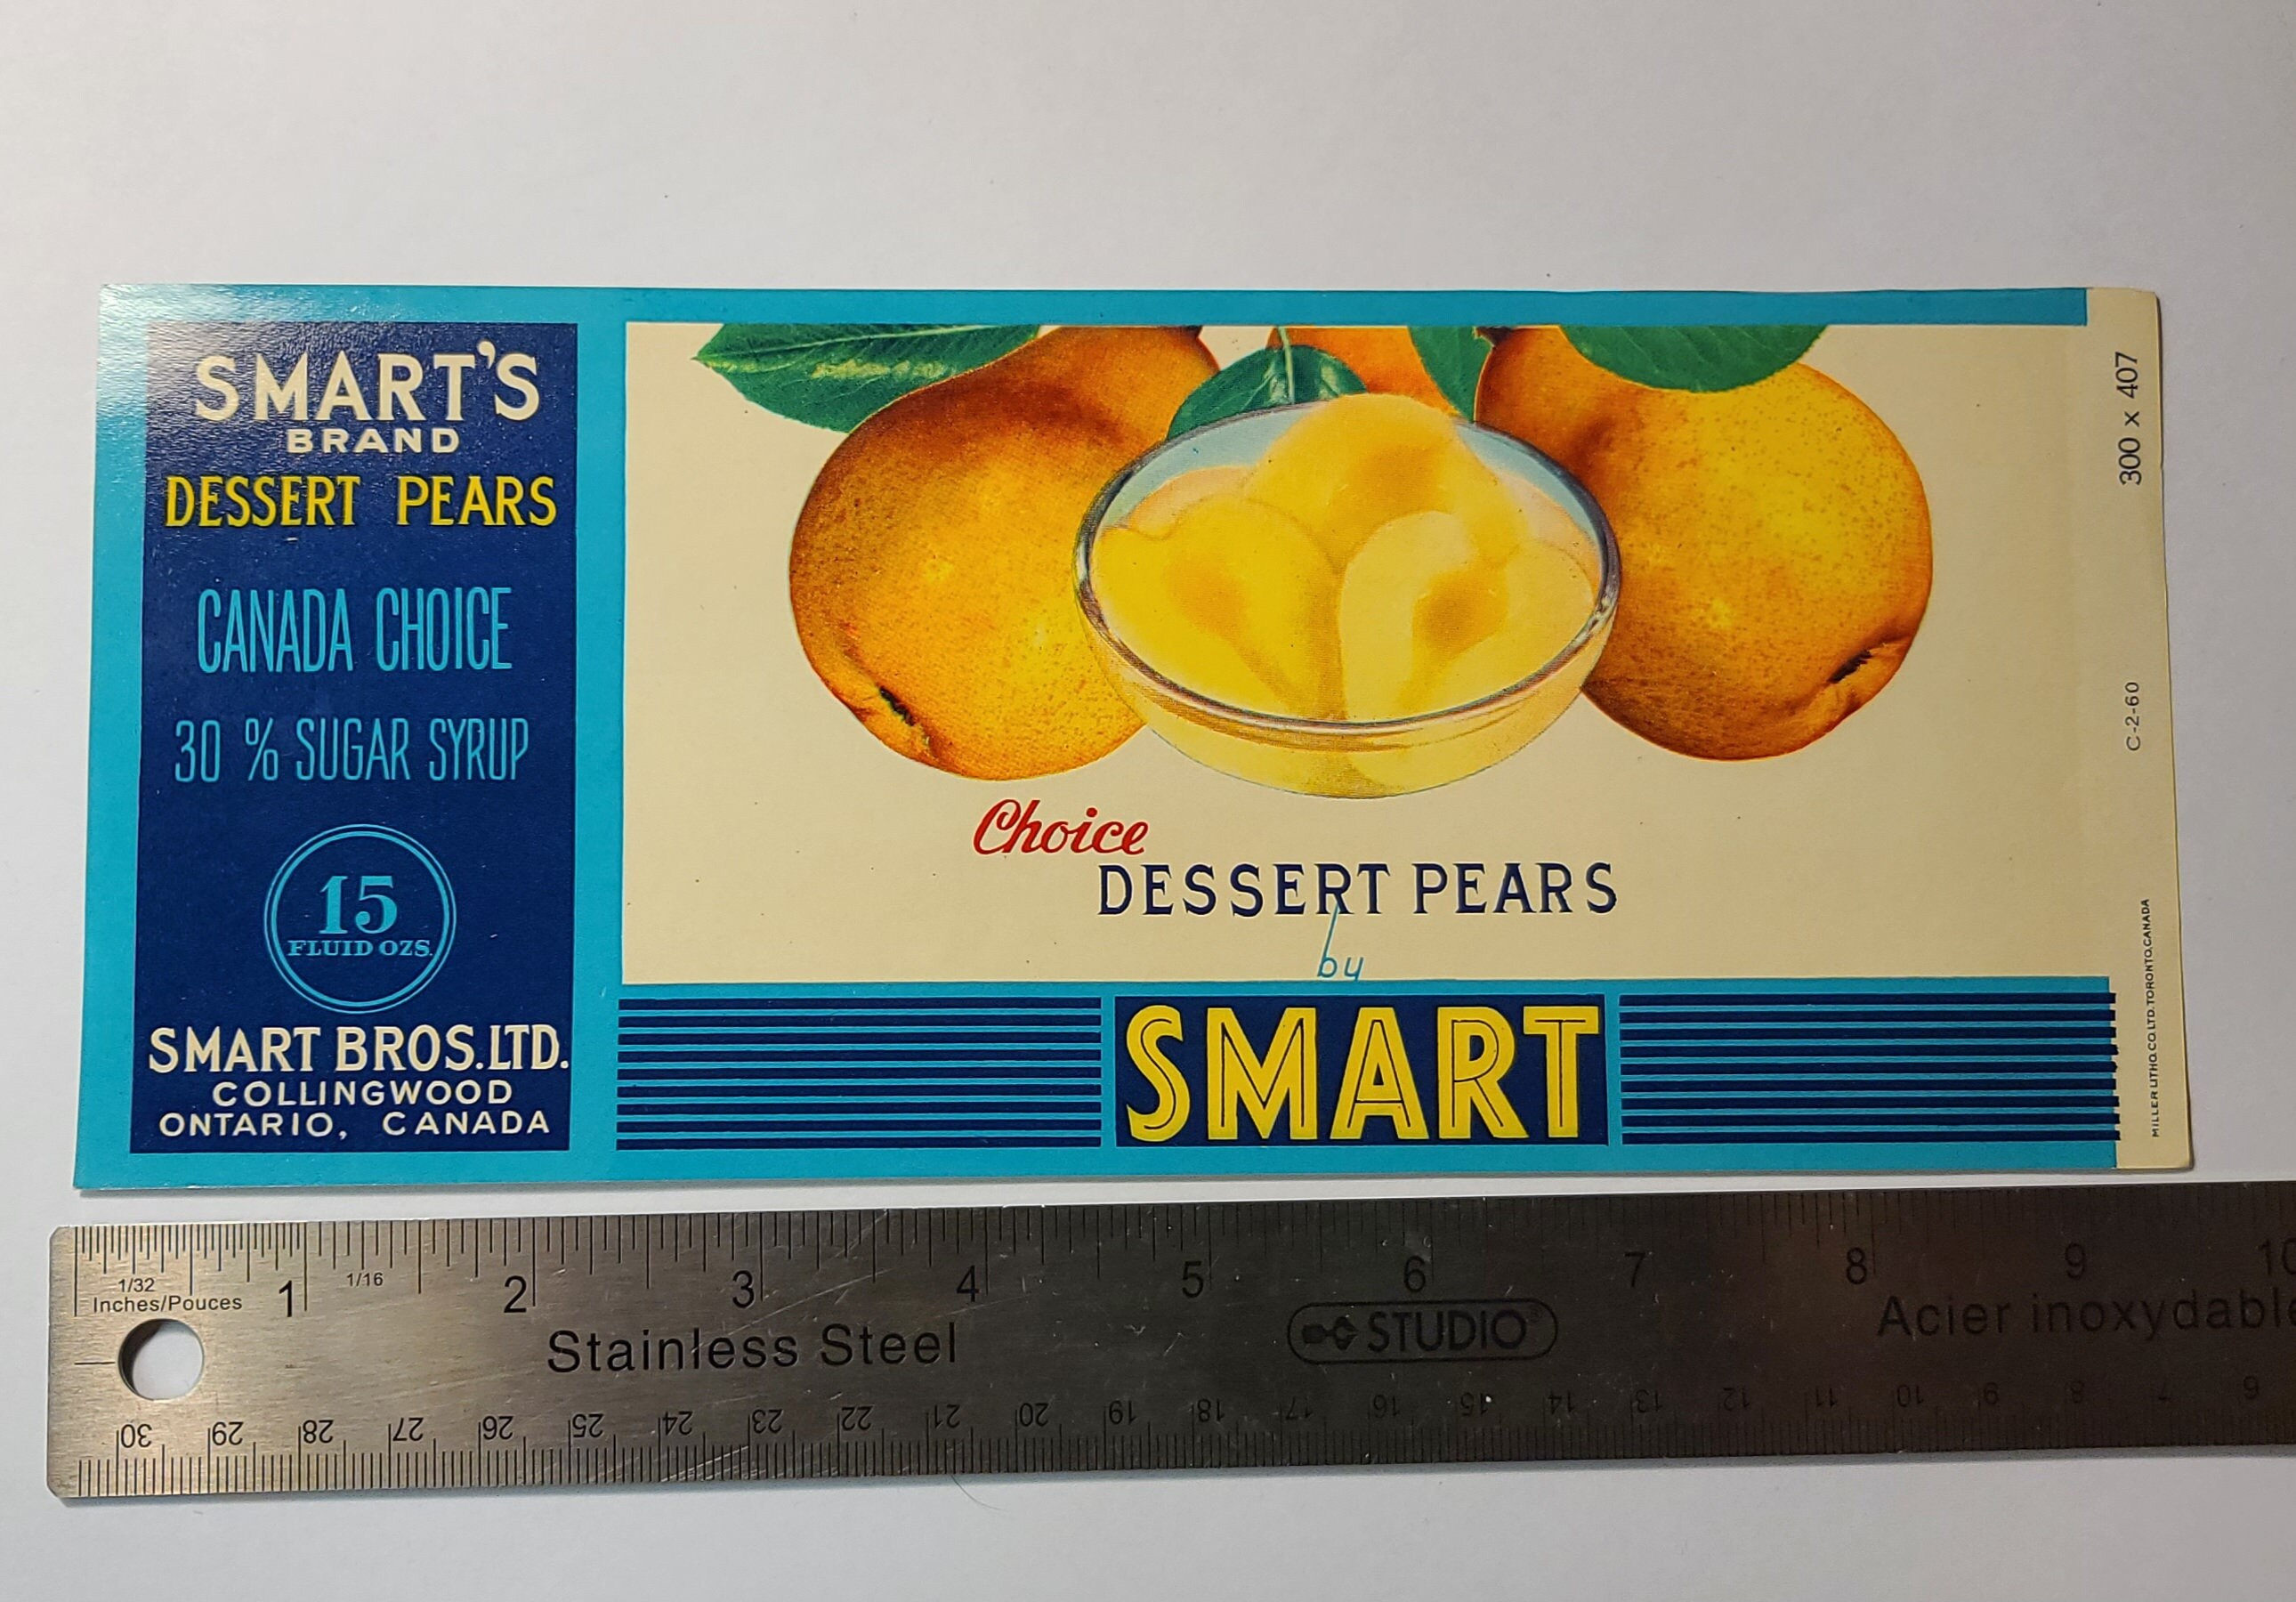 SMART'S
BRAND
DESSERT PEARS
CANADA CHOICE
30 % SUGAR SYRUP
15
FLUID OZS.
SMART BROS. LTD.
COLLINGWOOD
ONTARIO, CANADA
Choice
DESSERT PEARS
by
SMART
300 x 407
C-2-60
MILLER LITHO. CO. LTD. TORONTO, CANADA
1/32
Inches/Pouces
1 1/16 2 3 4 5 6 7 8 9 10
Stainless Steel
STUDIO
Acier inoxydabl
30 29 28 27 26 25 24 23 22 21 20 19 18 17 16 15 14 13 12 11 10 9 8 7 6